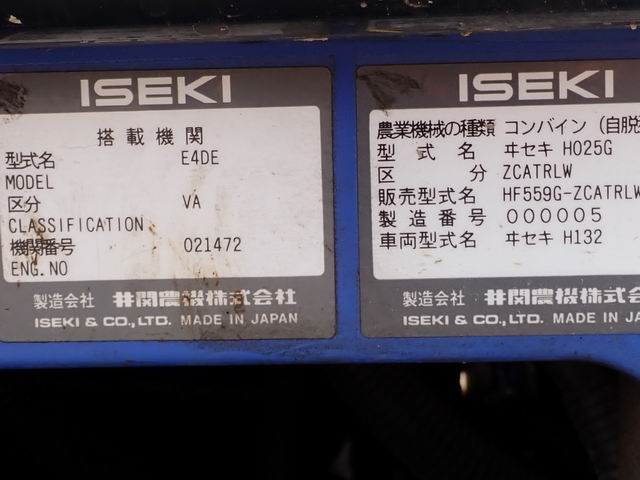 ISEKI
搭載機関
型式名 E4DE
MODEL
区分 VA
CLASSIFICATION
機関番号 021472
ENG.NO
製造会社 井関農機株式会社
ISEKI & CO., LTD. MADE IN JAPAN
ISEKI
農業機械の種類 コンバイン (自脱
型式名 ヰセキ HO25G
区分 ZCATRLW
販売型式名 HF559G-ZCATRLW
製造番号 000005
車両型式名 ヰセキ H132
製造会社 井関農機株式会社
ISEKI & CO., LTD. MADE IN JA